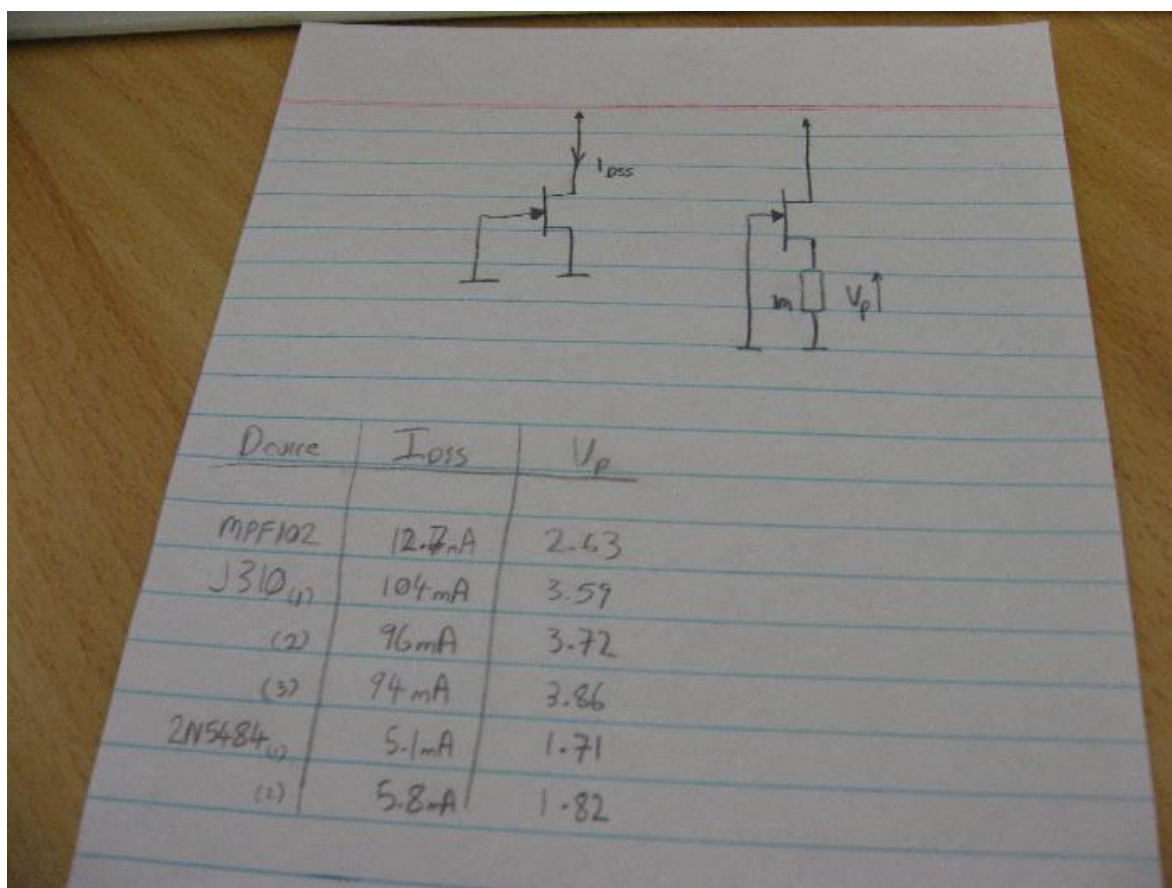 IDSS
1m Vp
Device IDSS Vp
MPF102 12.7mA 2.63
J310(1) 104mA 3.59
(2) 96mA 3.72
(3) 94mA 3.86
2N5484(1) 5.1mA 1.71
(2) 5.8mA 1.82